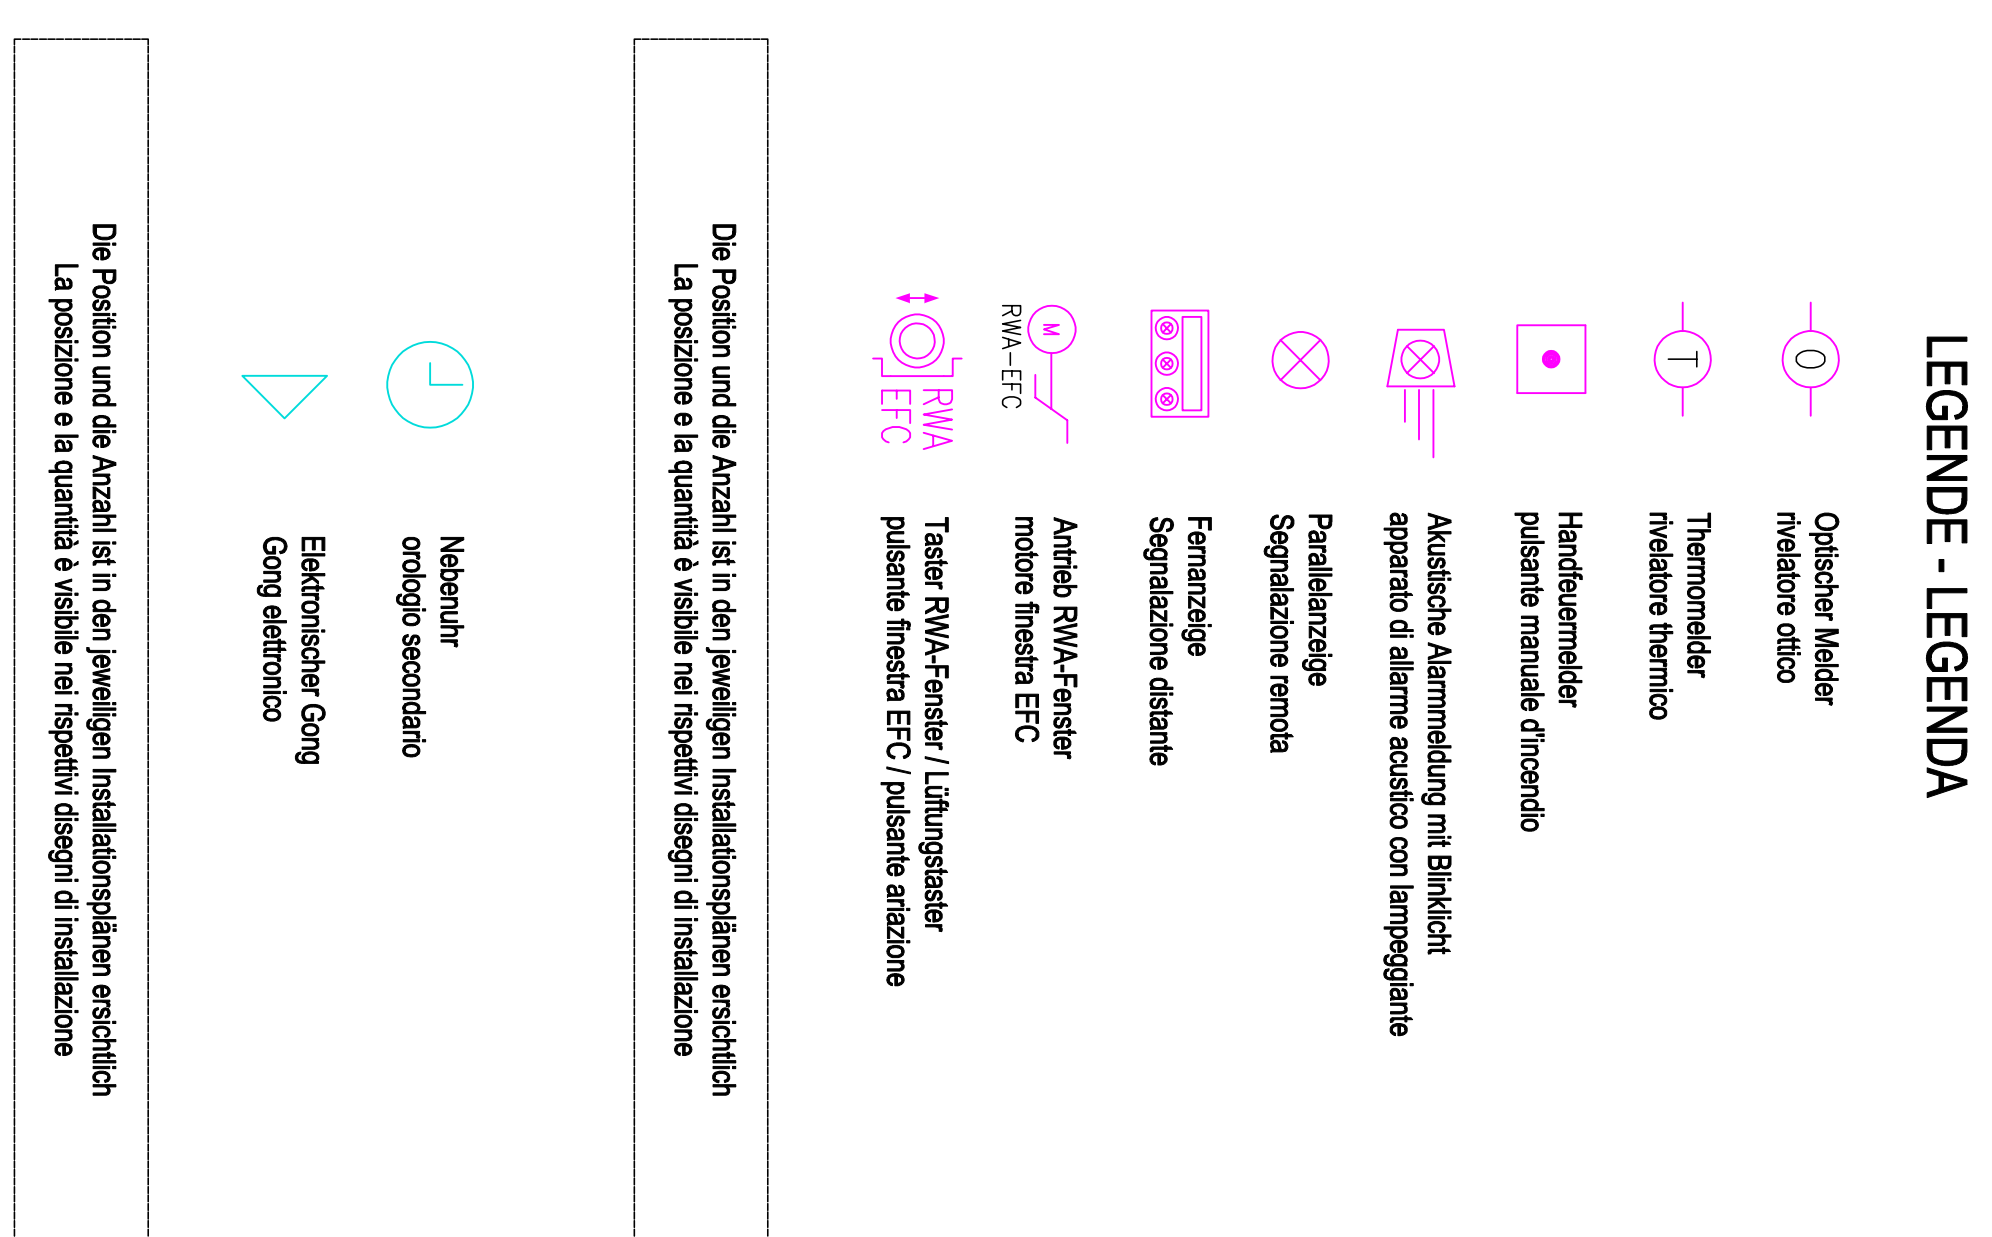 LEGENDE - LEGENDA
O
Optischer Melder
rivelatore ottico
T
Thermomelder
rivelatore thermico
Handfeuermelder
pulsante manuale d'incendio
Akustische Alarmmeldung mit Blinklicht
apparato di allarme acustico con lampeggiante
Parallelanzeige
Segnalazione remota
Fernanzeige
Segnalazione distante
M
RWA-EFC
Antrieb RWA-Fenster
motore finestra EFC
RWA
EFC
Taster RWA-Fenster / Lüftungstaster
pulsante finestra EFC / pulsante ariazione
Die Position und die Anzahl ist in den jeweiligen Installationsplänen ersichtlich
La posizione e la quantità è visibile nei rispettivi disegni di installazione
Nebenuhr
orologio secondario
Elektronischer Gong
Gong elettronico
Die Position und die Anzahl ist in den jeweiligen Installationsplänen ersichtlich
La posizione e la quantità è visibile nei rispettivi disegni di installazione